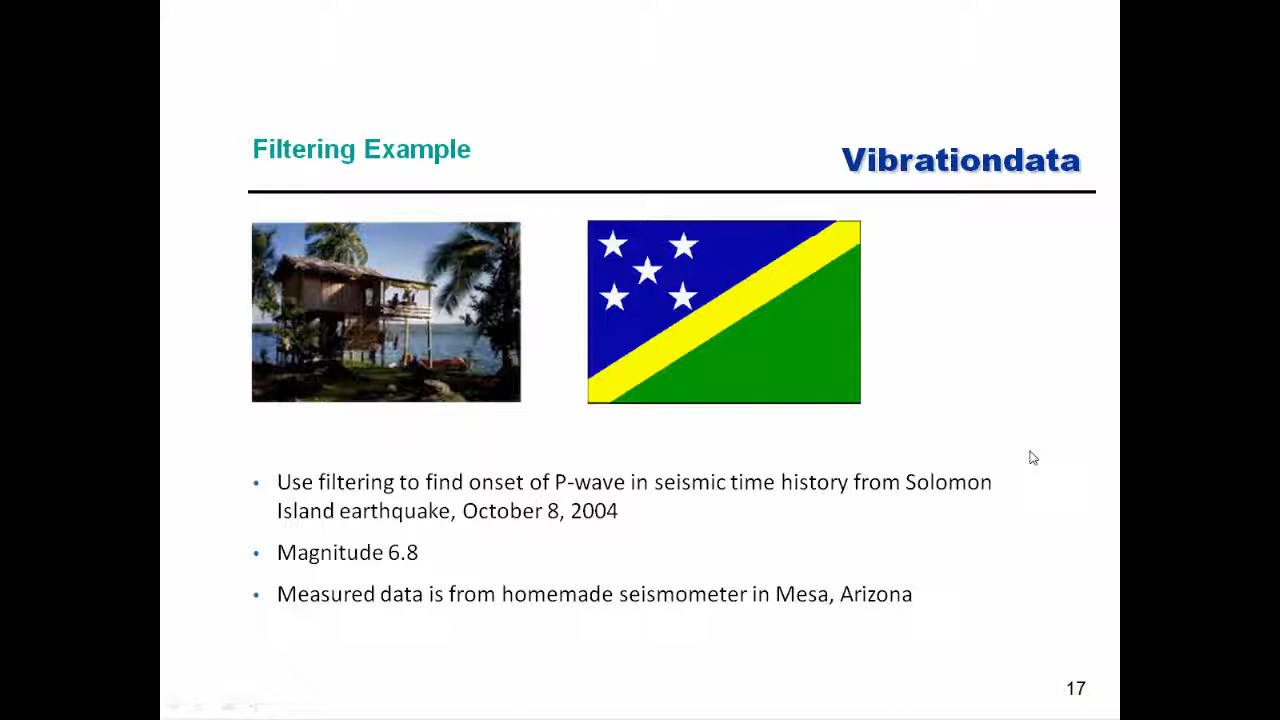 Filtering Example
Vibrationdata
• Use filtering to find onset of P-wave in seismic time history from Solomon
Island earthquake, October 8, 2004
• Magnitude 6.8
• Measured data is from homemade seismometer in Mesa, Arizona
17